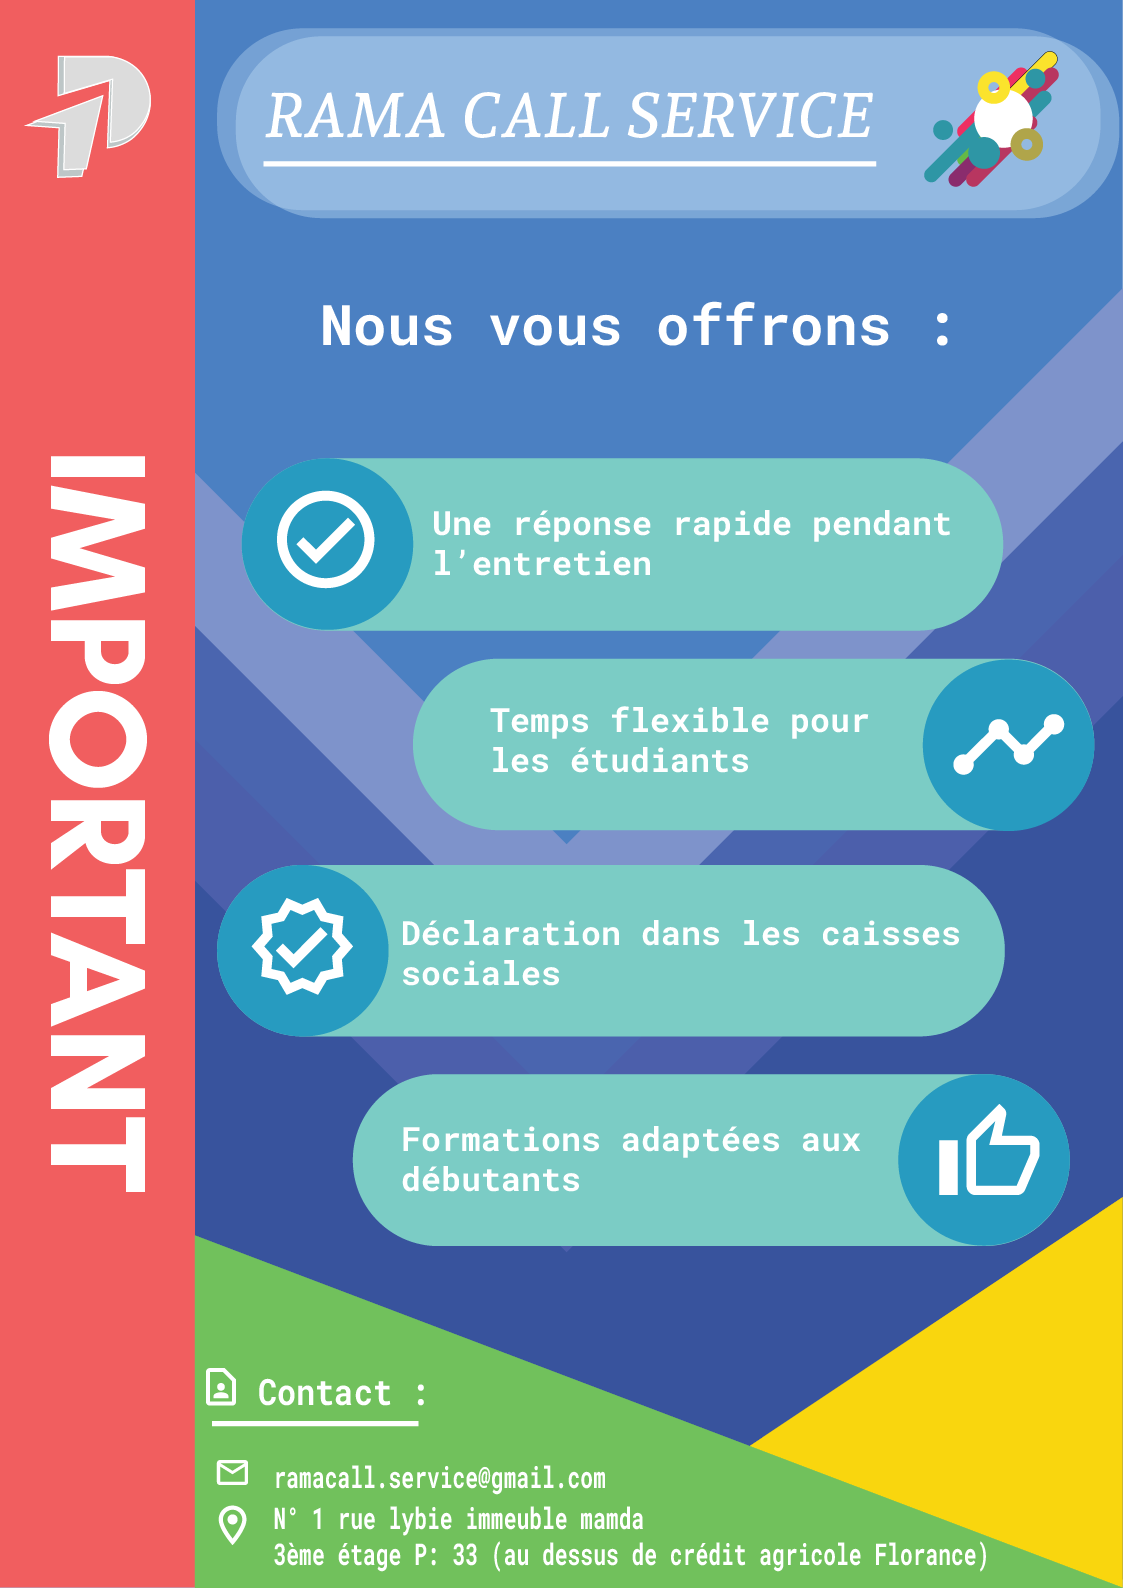 RAMA CALL SERVICE
IMPORTANT
Nous vous offrons :
Une réponse rapide pendant
l’entretien
Temps flexible pour
les étudiants
Déclaration dans les caisses
sociales
Formations adaptées aux
débutants
Contact :
ramacall.service@gmail.com
N° 1 rue lybie immeuble mamda
3ème étage P: 33 (au dessus de crédit agricole Florance)